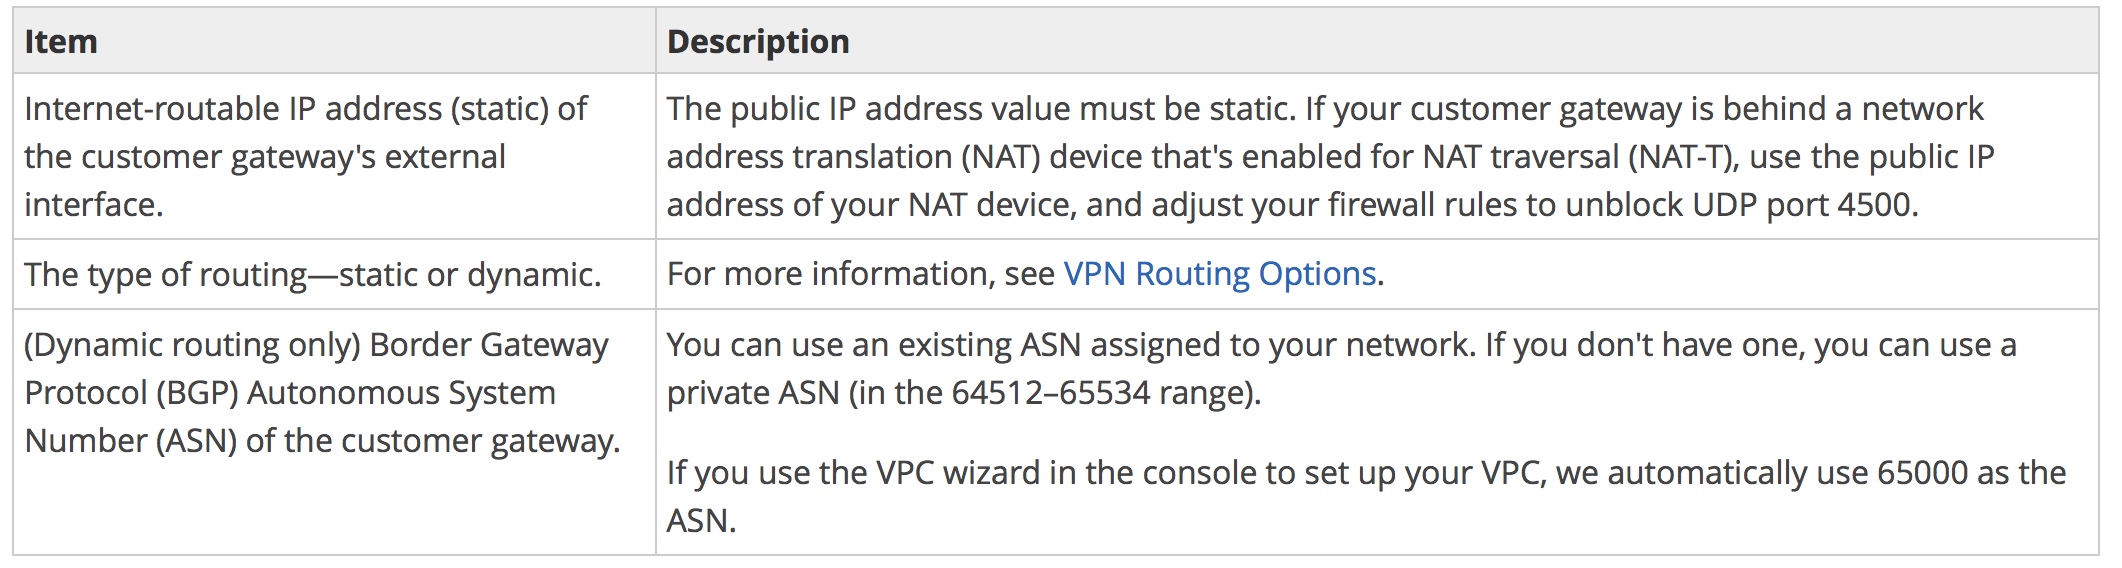 Item
Description
Internet-routable IP address (static) of
the customer gateway's external
interface.
The public IP address value must be static. If your customer gateway is behind a network
address translation (NAT) device that's enabled for NAT traversal (NAT-T), use the public IP
address of your NAT device, and adjust your firewall rules to unblock UDP port 4500.
The type of routing—static or dynamic.
For more information, see VPN Routing Options.
(Dynamic routing only) Border Gateway
Protocol (BGP) Autonomous System
Number (ASN) of the customer gateway.
You can use an existing ASN assigned to your network. If you don't have one, you can use a
private ASN (in the 64512–65534 range).
If you use the VPC wizard in the console to set up your VPC, we automatically use 65000 as the
ASN.